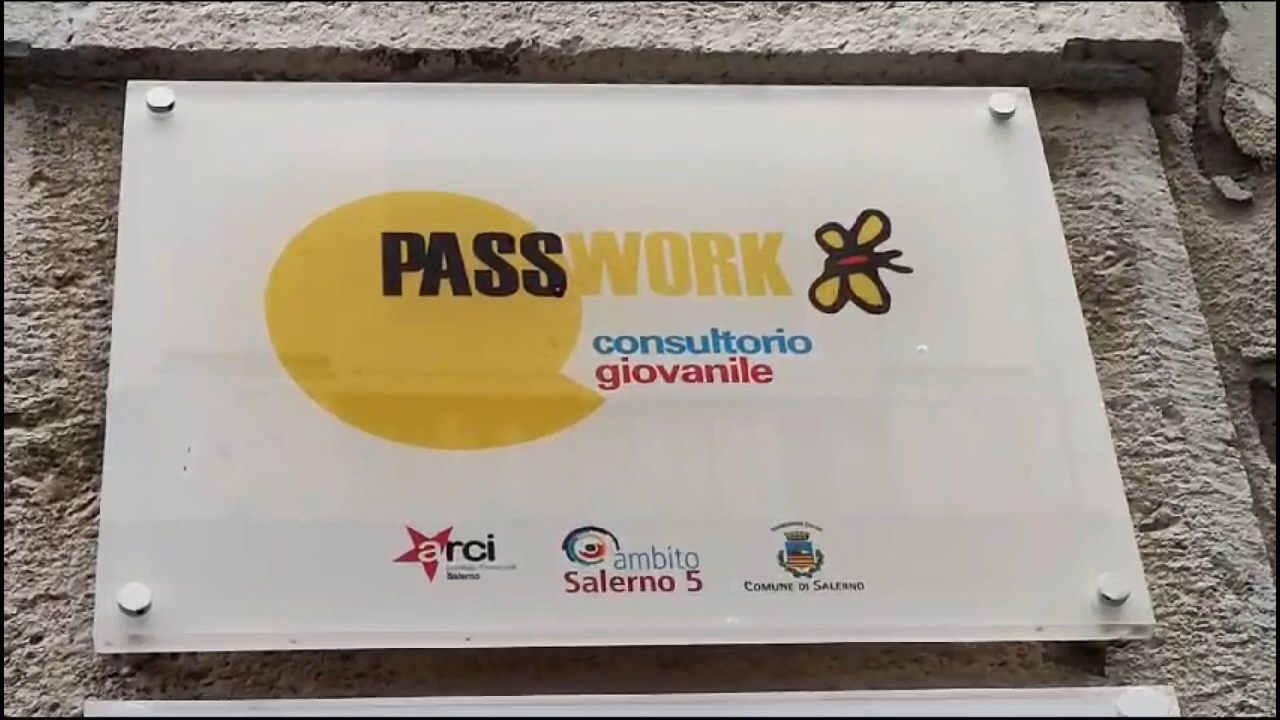 PASSWORK
consultorio
giovanile
arci
Salerno
ambito
Salerno 5
COMUNE DI SALERNO